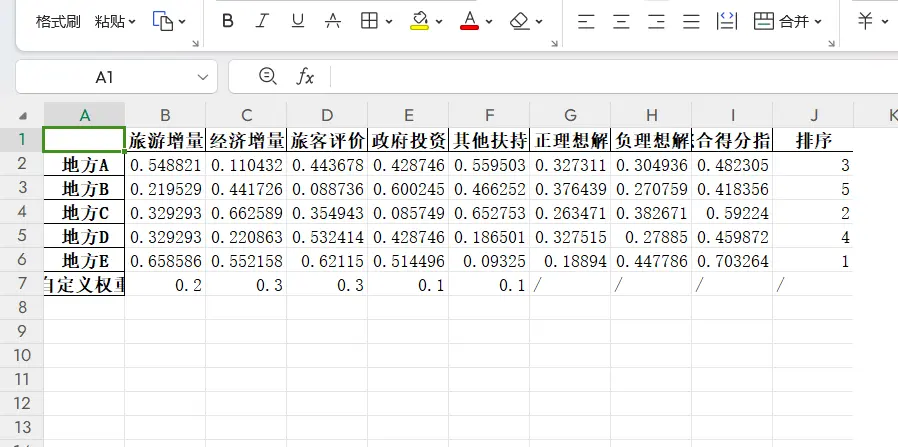 格式刷 粘贴 B I U A A 合并 ￥
A1 fx
A B C D E F G H I J K
1 旅游增量 经济增量 旅客评价 政府投资 其他扶持 正理想解 负理想解 合得分指 排序
2 地方A 0.548821 0.110432 0.443678 0.428746 0.559503 0.327311 0.304936 0.482305 3
3 地方B 0.219529 0.441726 0.088736 0.600245 0.466252 0.376439 0.270759 0.418356 5
4 地方C 0.329293 0.662589 0.354943 0.085749 0.652753 0.263471 0.382671 0.59224 2
5 地方D 0.329293 0.220863 0.532414 0.428746 0.186501 0.327515 0.27885 0.459872 4
6 地方E 0.658586 0.552158 0.62115 0.514496 0.09325 0.18894 0.447786 0.703264 1
7 自定义权重 0.2 0.3 0.3 0.1 0.1 / / / /
8
9
10
11
12
13